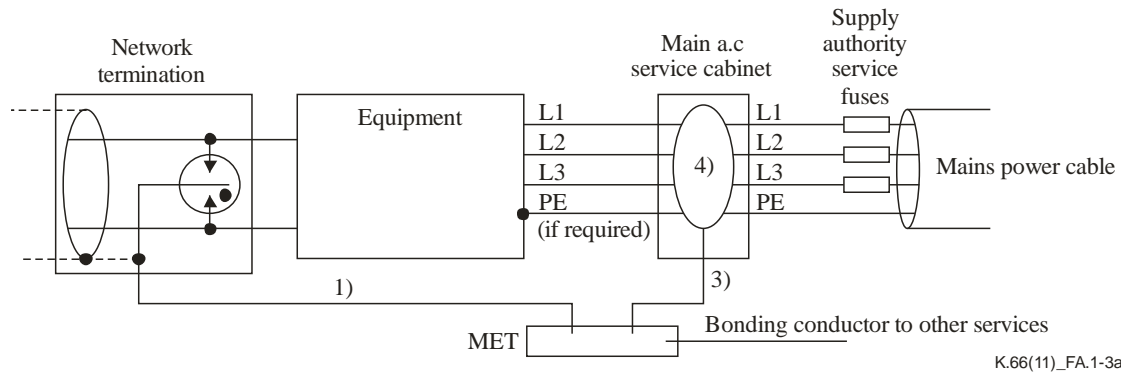 Network
termination
Equipment
L1
L2
L3
PE
(if required)
Main a.c
service cabinet
4)
L1
L2
L3
PE
Supply
authority
service
fuses
Mains power cable
1)
3)
MET
Bonding conductor to other services
K.66(11)_FA.1-3a